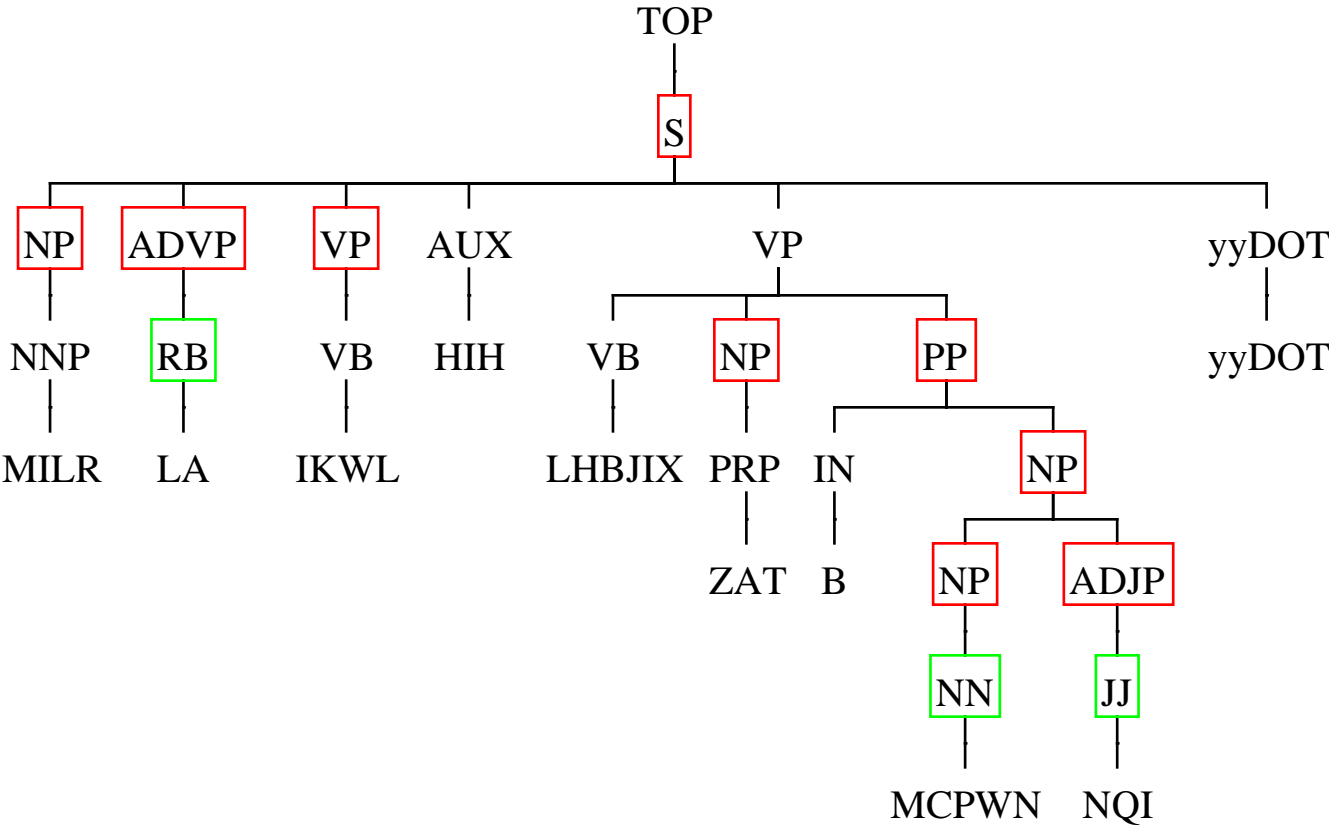 TOP
S
NP ADVP VP AUX VP yyDOT
NNP RB VB HIH VB NP PP yyDOT
MILR LA IKWL LHBJIX PRP IN NP
ZAT B NP ADJP
NN JJ
MCPWN NQI